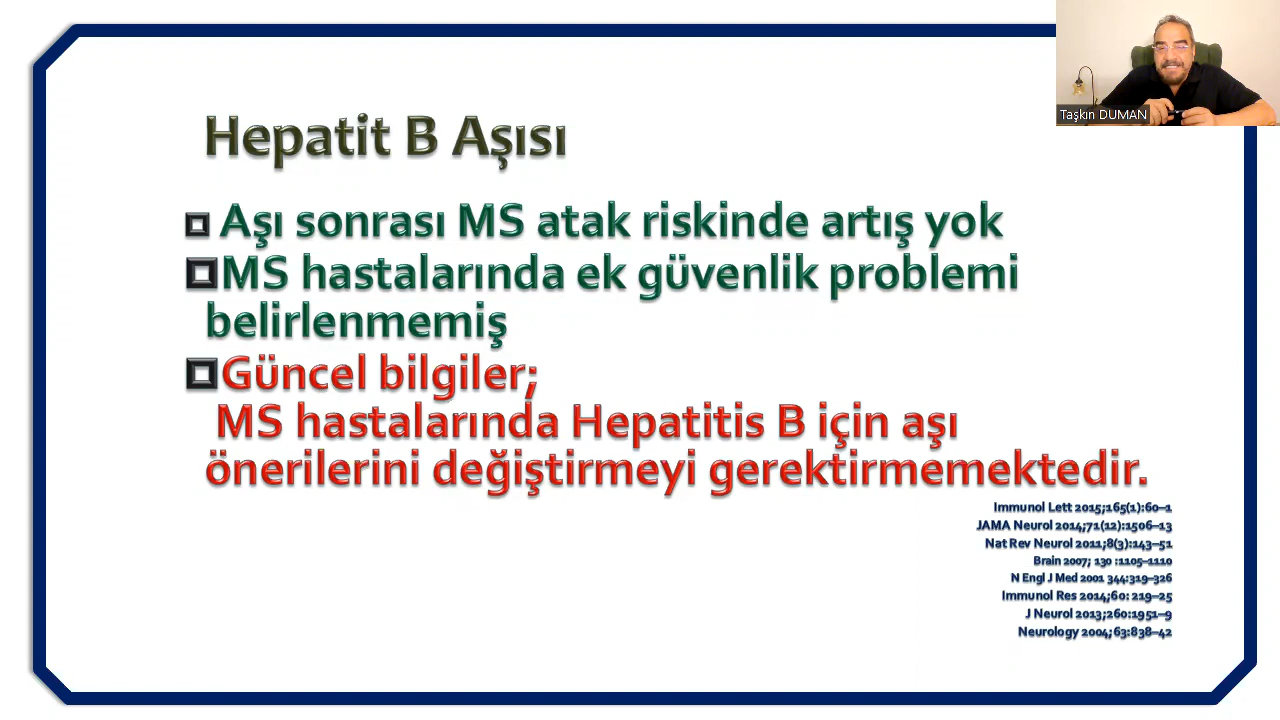 Taşkın DUMAN
Hepatit B Aşısı
Aşı sonrası MS atak riskinde artış yok
MS hastalarında ek güvenlik problemi
belirlenmemiş
Güncel bilgiler;
MS hastalarında Hepatitis B için aşı
önerilerini değiştirmeyi gerektirmemektedir.
Immunol Lett 2015;165(1):60–1
JAMA Neurol 2014;71(12):1506–13
Nat Rev Neurol 2011;8(3):143–51
Brain 2007; 130 :1105–1110
N Engl J Med 2001 344:319–326
Immunol Res 2014;60: 219–25
J Neurol 2013;260:1951–9
Neurology 2004;63:838–42